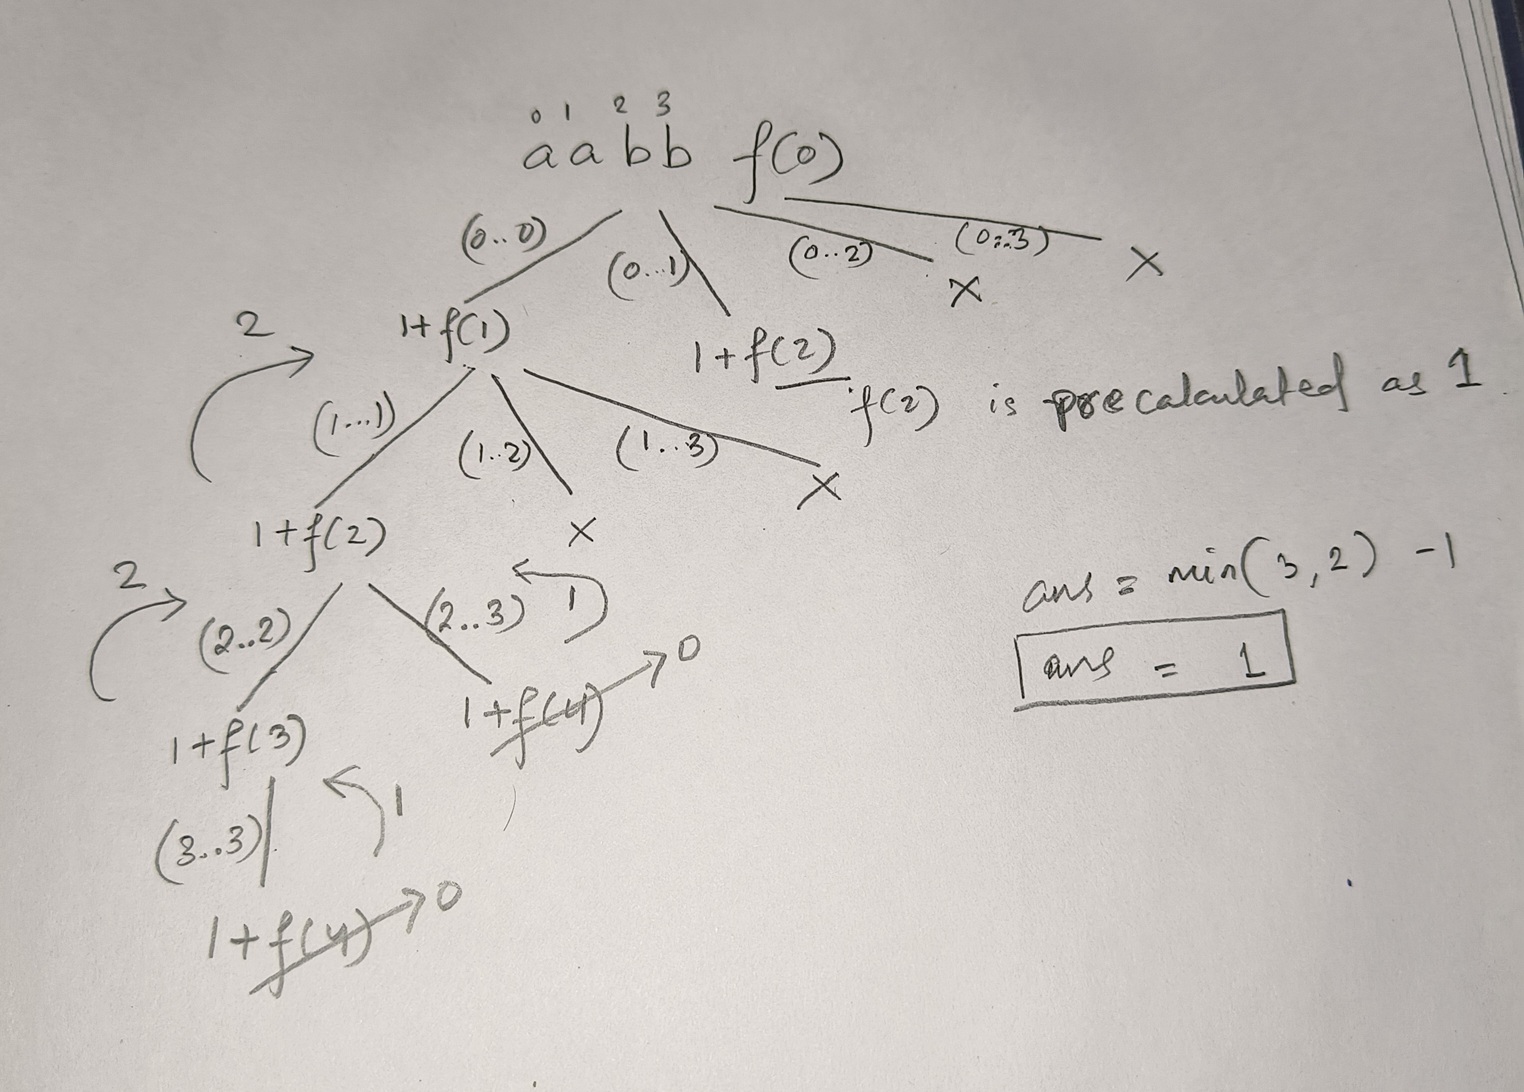 0 1 2 3
aabb f(0)
(0..0) (0...1) (0..2) (0..3)
X X
2 1+f(1) 1+f(2)
f(2) is precalculated as 1
(1...1) (1..2) (1..3)
X X
1+f(2)
2 (2..2) (2..3) 1
ans = min(3,2) -1
ans = 1
1+f(3) 1+f(4) 0
(3..3) 1
1+f(4) 0